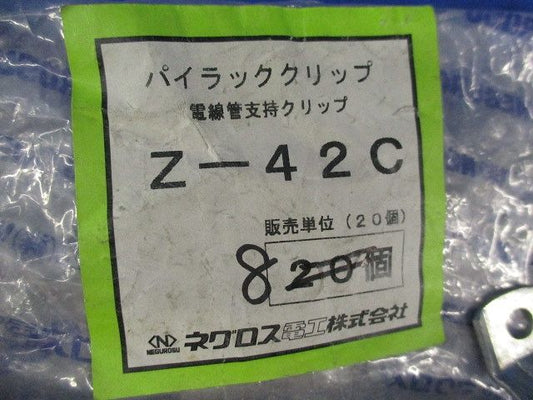 パイラッククリップ
電線管支持クリップ
Z－42C
販売単位（20個）
8 20個
NEGUROSU ネグロス電工株式会社